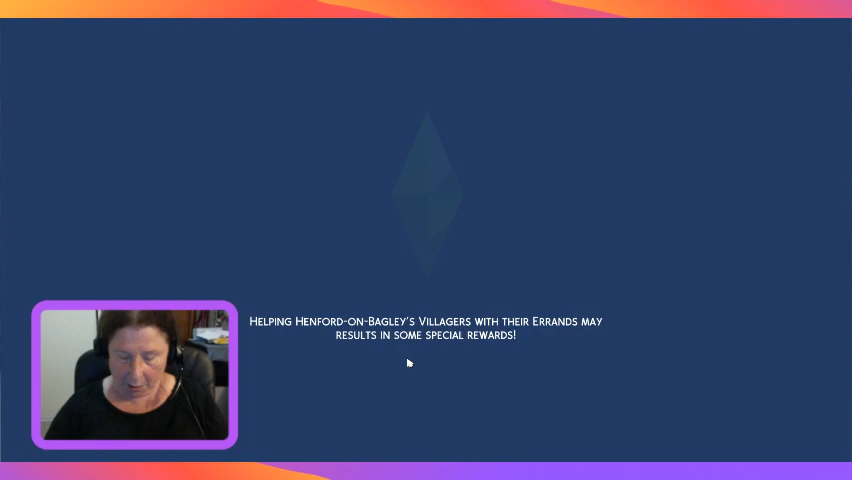 Helping Henford-on-Bagley's Villagers with their Errands may
results in some special rewards!